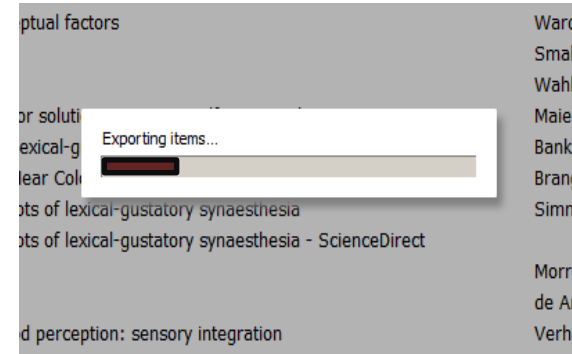 ptual factors Ward
Smal
Wahl
or soluti Maie
Exporting items...
exical-g Bank
lear Col Brang
ots of lexical-gustatory synaesthesia Simn
ots of lexical-gustatory synaesthesia - ScienceDirect
Morr
de A
d perception: sensory integration Verh